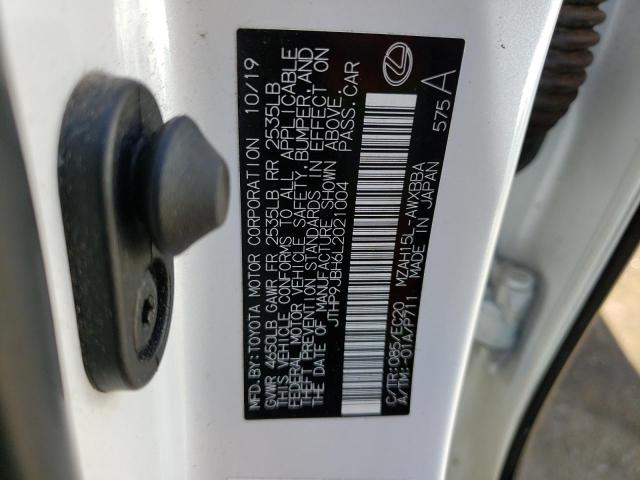 MFD.BY:TOYOTA MOTOR CORPORATION 10/19
GVWR 4650LB GAWR FR 2535LB RR 2535LB
THIS VEHICLE CONFORMS TO ALL APPLICABLE
FEDERAL MOTOR VEHICLE SAFETY, BUMPER, AND
THEFT PREVENTION STANDARDS IN EFFECT ON
THE DATE OF MANUFACTURE SHOWN ABOVE.
JTHP9JBH6L2021004 PASS.CAR
C/TR:085/EC20 MZAH15L-AWXBBA
A/TM:-01A/P711 MADE IN JAPAN
575 A